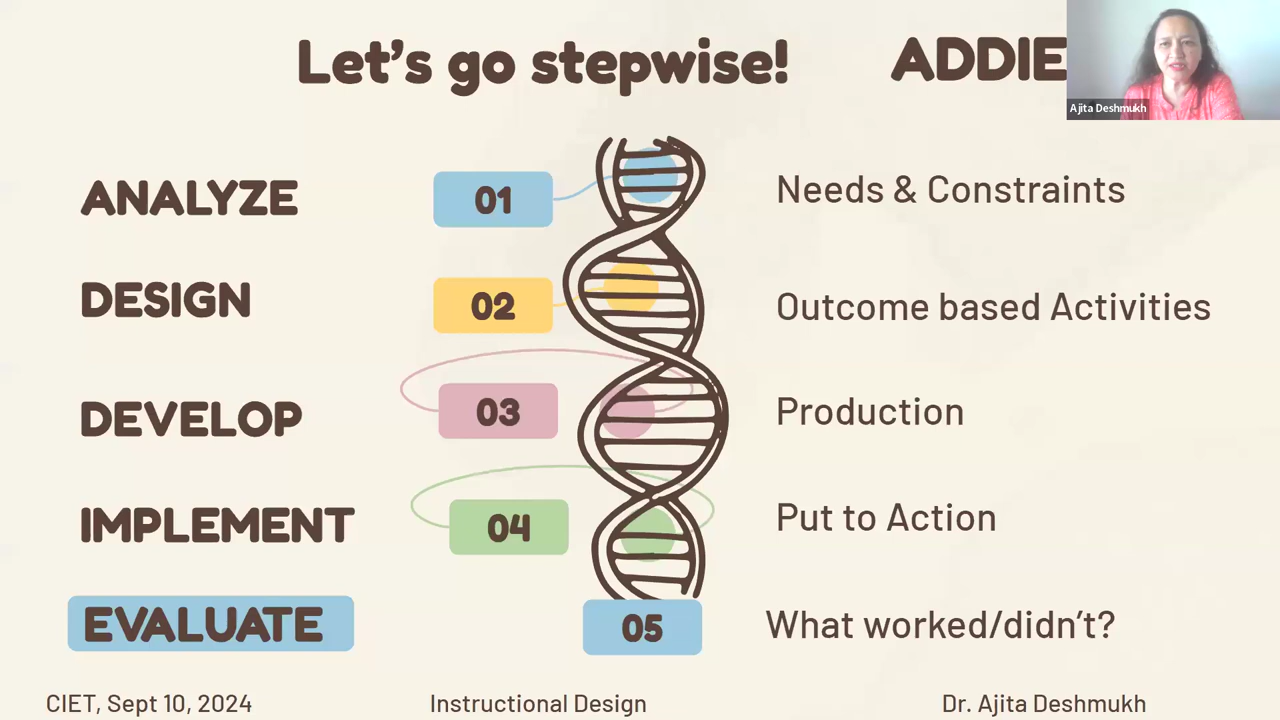 Let's go stepwise!
ADDIE
Ajita Deshmukh
ANALYZE 01 Needs & Constraints
DESIGN 02 Outcome based Activities
DEVELOP 03 Production
IMPLEMENT 04 Put to Action
EVALUATE 05 What worked/didn't?
CIET, Sept 10, 2024 Instructional Design Dr. Ajita Deshmukh